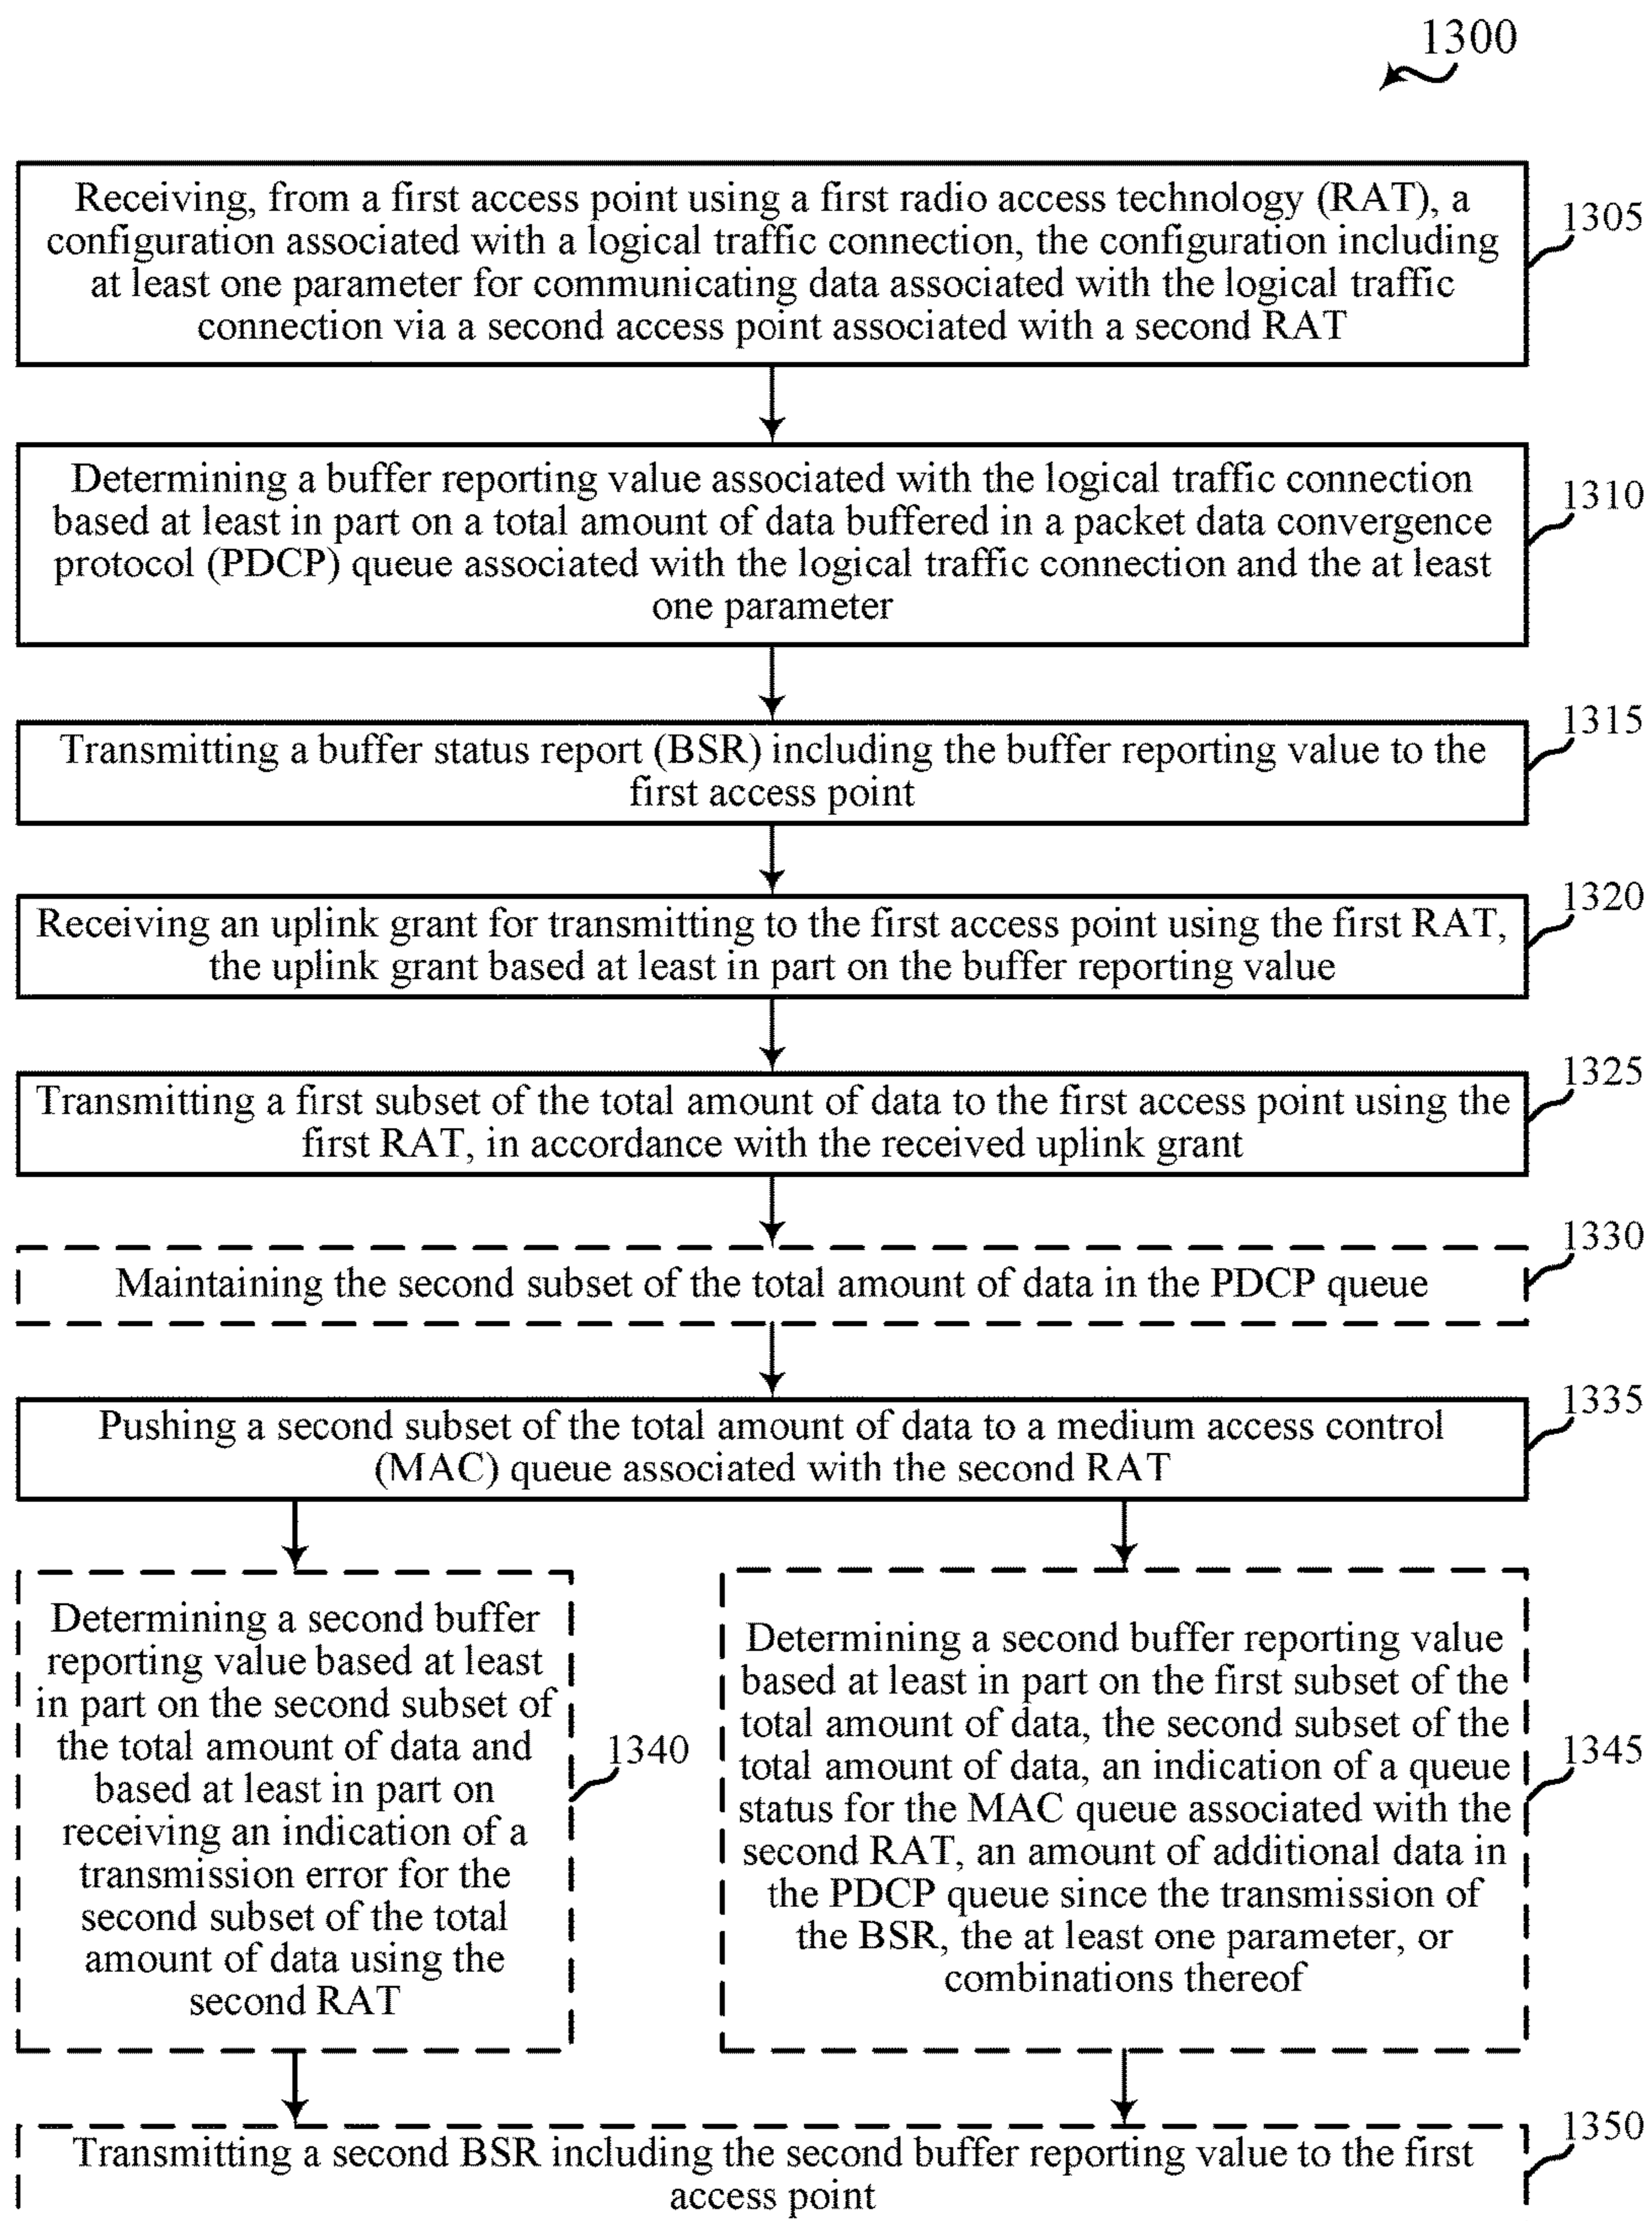 1300
Receiving, from a first access point using a first radio access technology (RAT), a
configuration associated with a logical traffic connection, the configuration including
at least one parameter for communicating data associated with the logical traffic
connection via a second access point associated with a second RAT
1305
Determining a buffer reporting value associated with the logical traffic connection
based at least in part on a total amount of data buffered in a packet data convergence
protocol (PDCP) queue associated with the logical traffic connection and the at least
one parameter
1310
Transmitting a buffer status report (BSR) including the buffer reporting value to the
first access point
1315
Receiving an uplink grant for transmitting to the first access point using the first RAT,
the uplink grant based at least in part on the buffer reporting value
1320
Transmitting a first subset of the total amount of data to the first access point using the
first RAT, in accordance with the received uplink grant
1325
Maintaining the second subset of the total amount of data in the PDCP queue
1330
Pushing a second subset of the total amount of data to a medium access control
(MAC) queue associated with the second RAT
1335
Determining a second buffer
reporting value based at least
in part on the second subset of
the total amount of data and
based at least in part on
receiving an indication of a
transmission error for the
second subset of the total
amount of data using the
second RAT
1340
Determining a second buffer reporting value
based at least in part on the first subset of the
total amount of data, the second subset of the
total amount of data, an indication of a queue
status for the MAC queue associated with the
second RAT, an amount of additional data in
the PDCP queue since the transmission of
the BSR, the at least one parameter, or
combinations thereof
1345
Transmitting a second BSR including the second buffer reporting value to the first
access point
1350